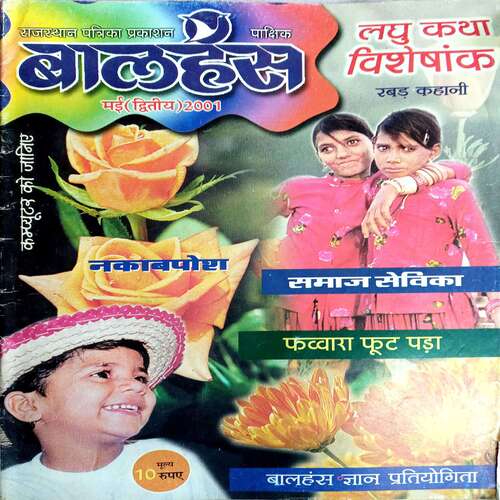 राजस्थान पत्रिका प्रकाशन
पाक्षिक
बालहंस
मई (द्वितीय) 2001
लघु कथा
विशेषांक
रबड़ कहानी
कम्प्यूटर को जानिए
नकाबपोश
समाज सेविका
फव्वारा फूट पड़ा
मूल्य
10 रुपए
बालहंस ज्ञान प्रतियोगिता